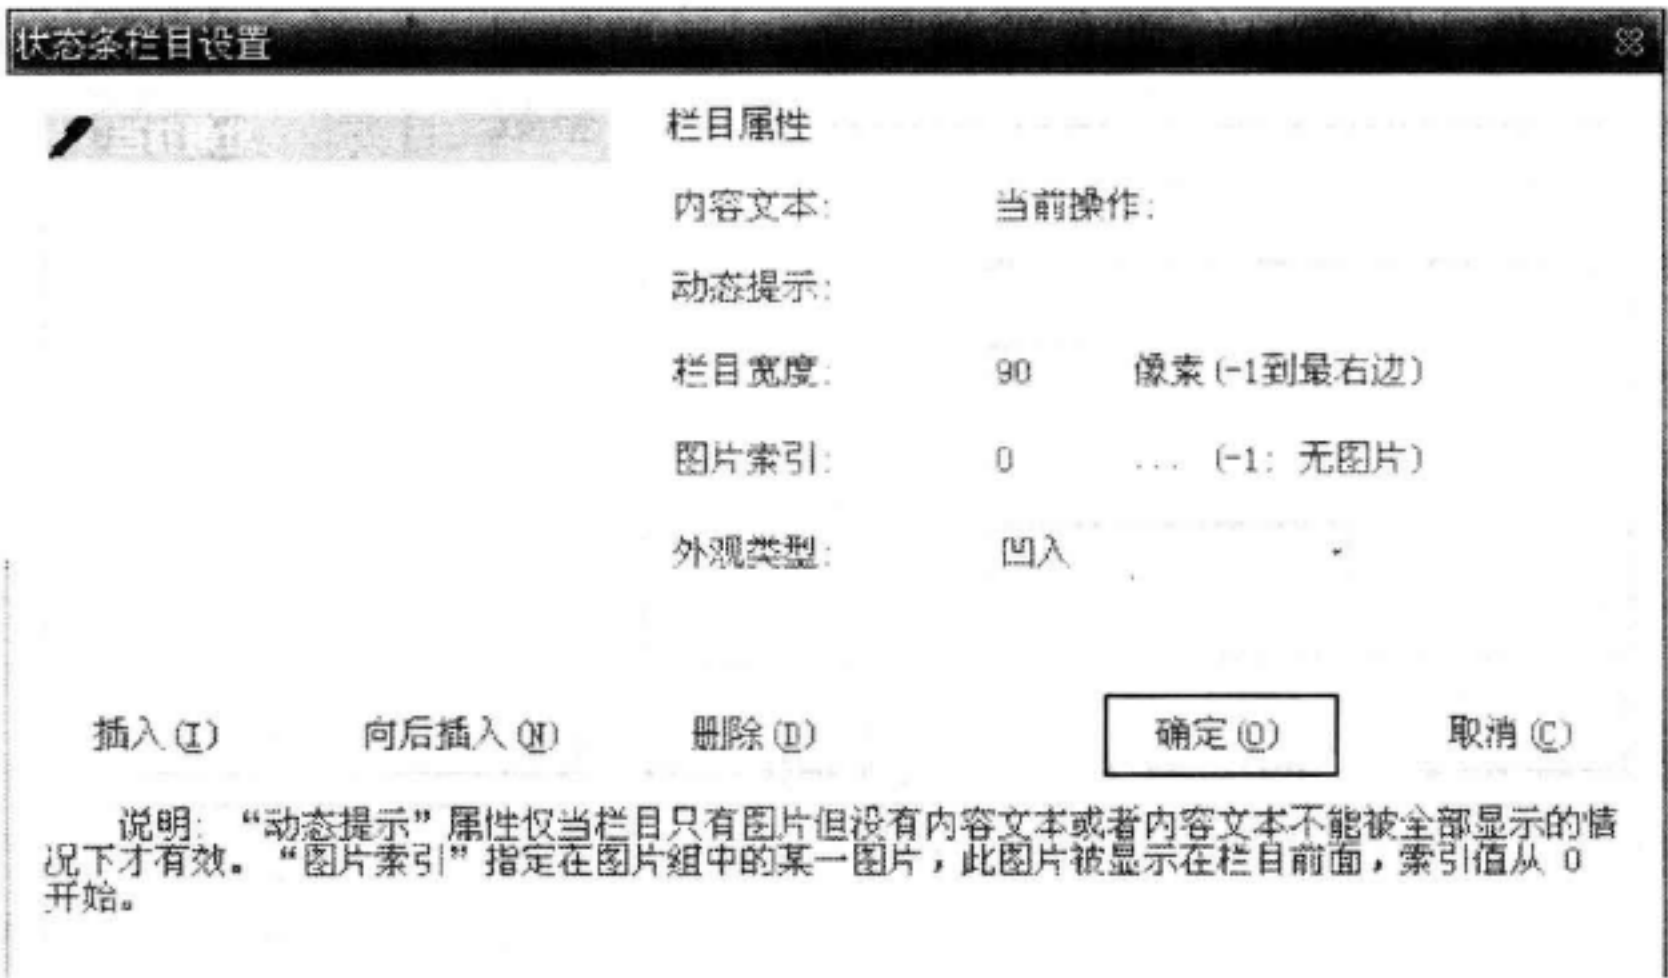 状态条栏目设置
栏目属性
内容文本: 当前操作:
动态提示:
栏目宽度: 90 像素(-1到最右边)
图片索引: 0 ... (-1: 无图片)
外观类型: 凹入
插入(I) 向后插入(N) 删除(D) 确定(O) 取消(C)
说明: “动态提示”属性仅当栏目只有图片但没有内容文本或者内容文本不能被全部显示的情
况下才有效。“图片索引”指定在图片组中的某一图片,此图片被显示在栏目前面,索引值从 0
开始。